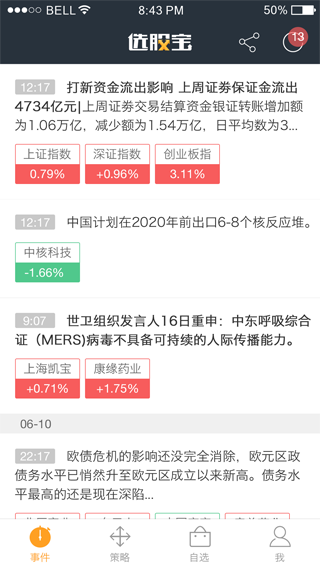 BELL 8:43 PM
选股宝 13
12:17 打新资金流出影响 上周证券保证金流出
4734亿元|上周证券交易结算资金银证转账增加额
为1.06万亿，减少额为1.54万亿，日平均数为3...
上证指数 深证指数 创业板指
0.79% +0.96% 3.11%
12:17 中国计划在2020年前出口6-8个核反应堆。
中核科技
-1.66%
9:07 世卫组织发言人16日重申：中东呼吸综合
证（MERS)病毒不具备可持续的人际传播能力。
上海凯宝 康缘药业
+0.71% +1.75%
06-10
22:17 欧债危机的影响还没完全消除，欧元区政
债务水平已悄然升至欧元区成立以来新高。债务水
平最高的还是现在深陷...
事件 策略 自选 我